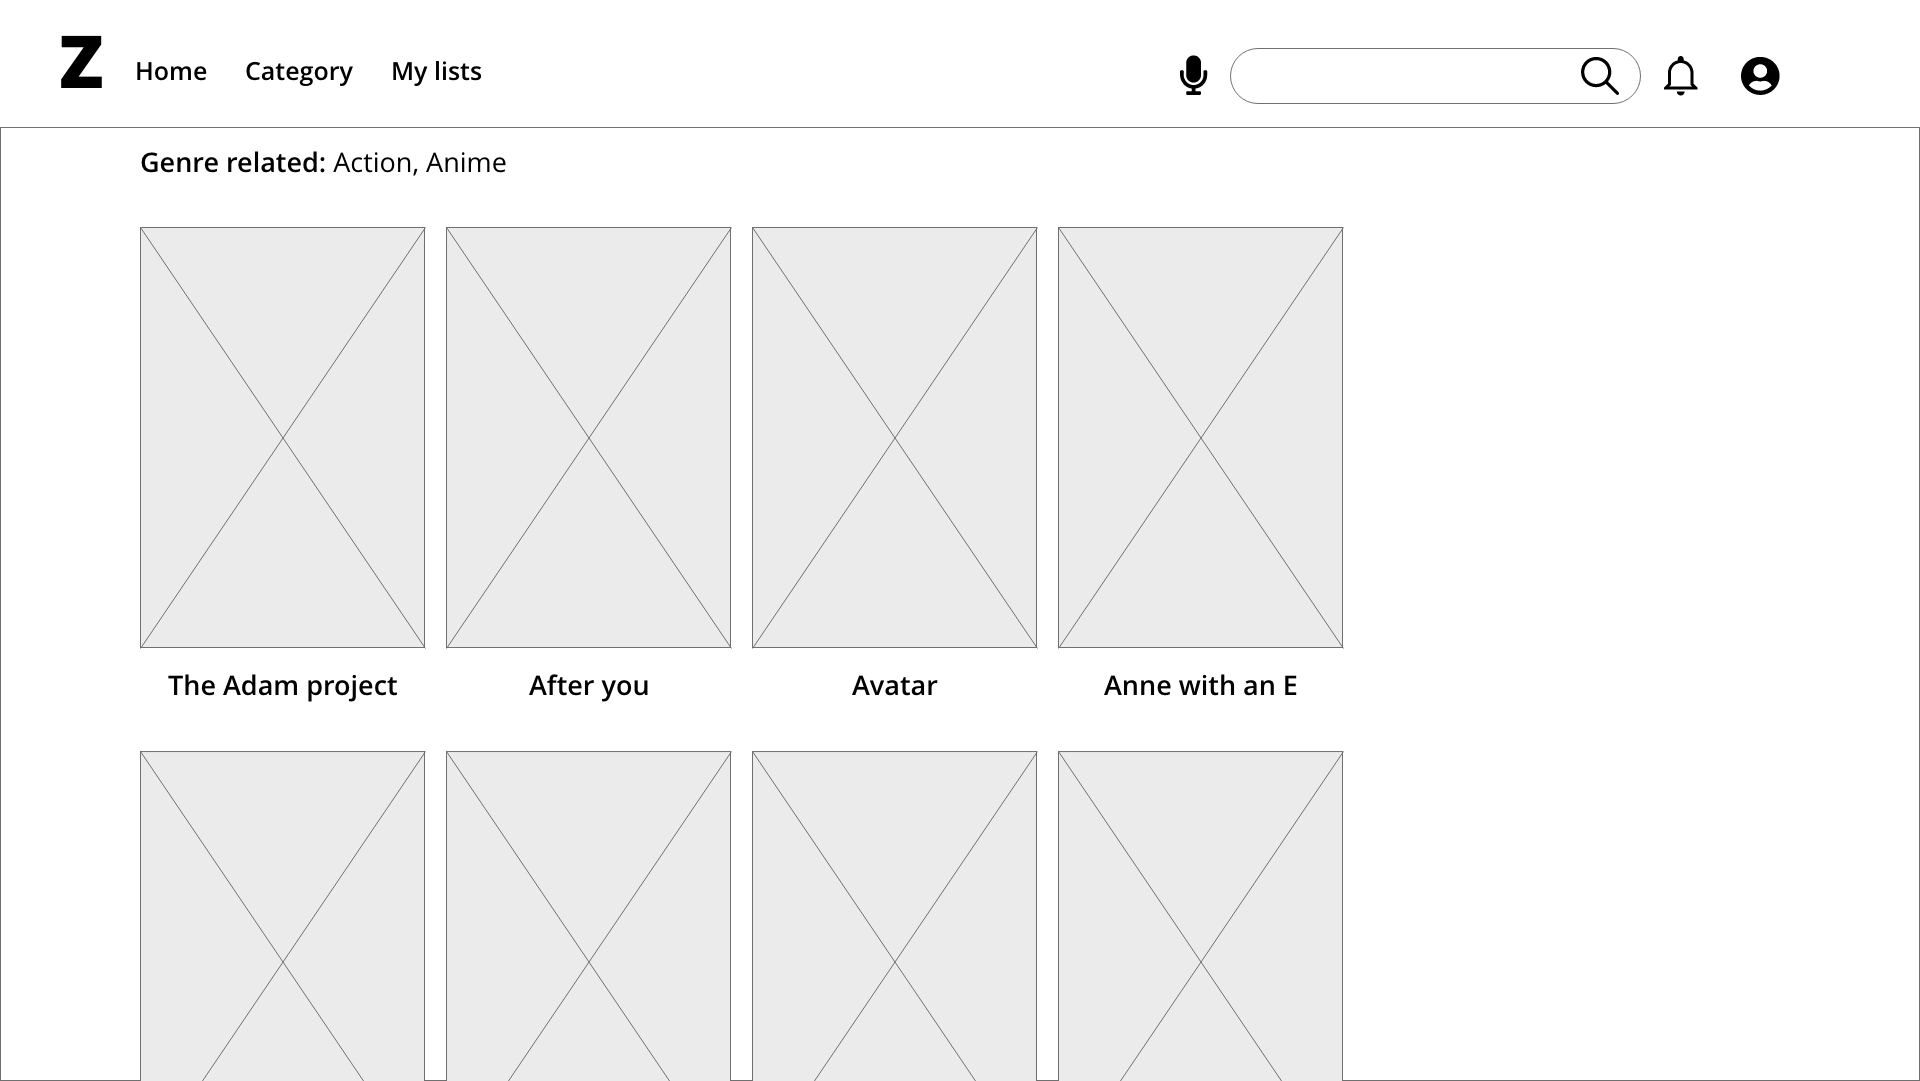 Z
Home
Category
My lists
Genre related: Action, Anime
The Adam project
After you
Avatar
Anne with an E